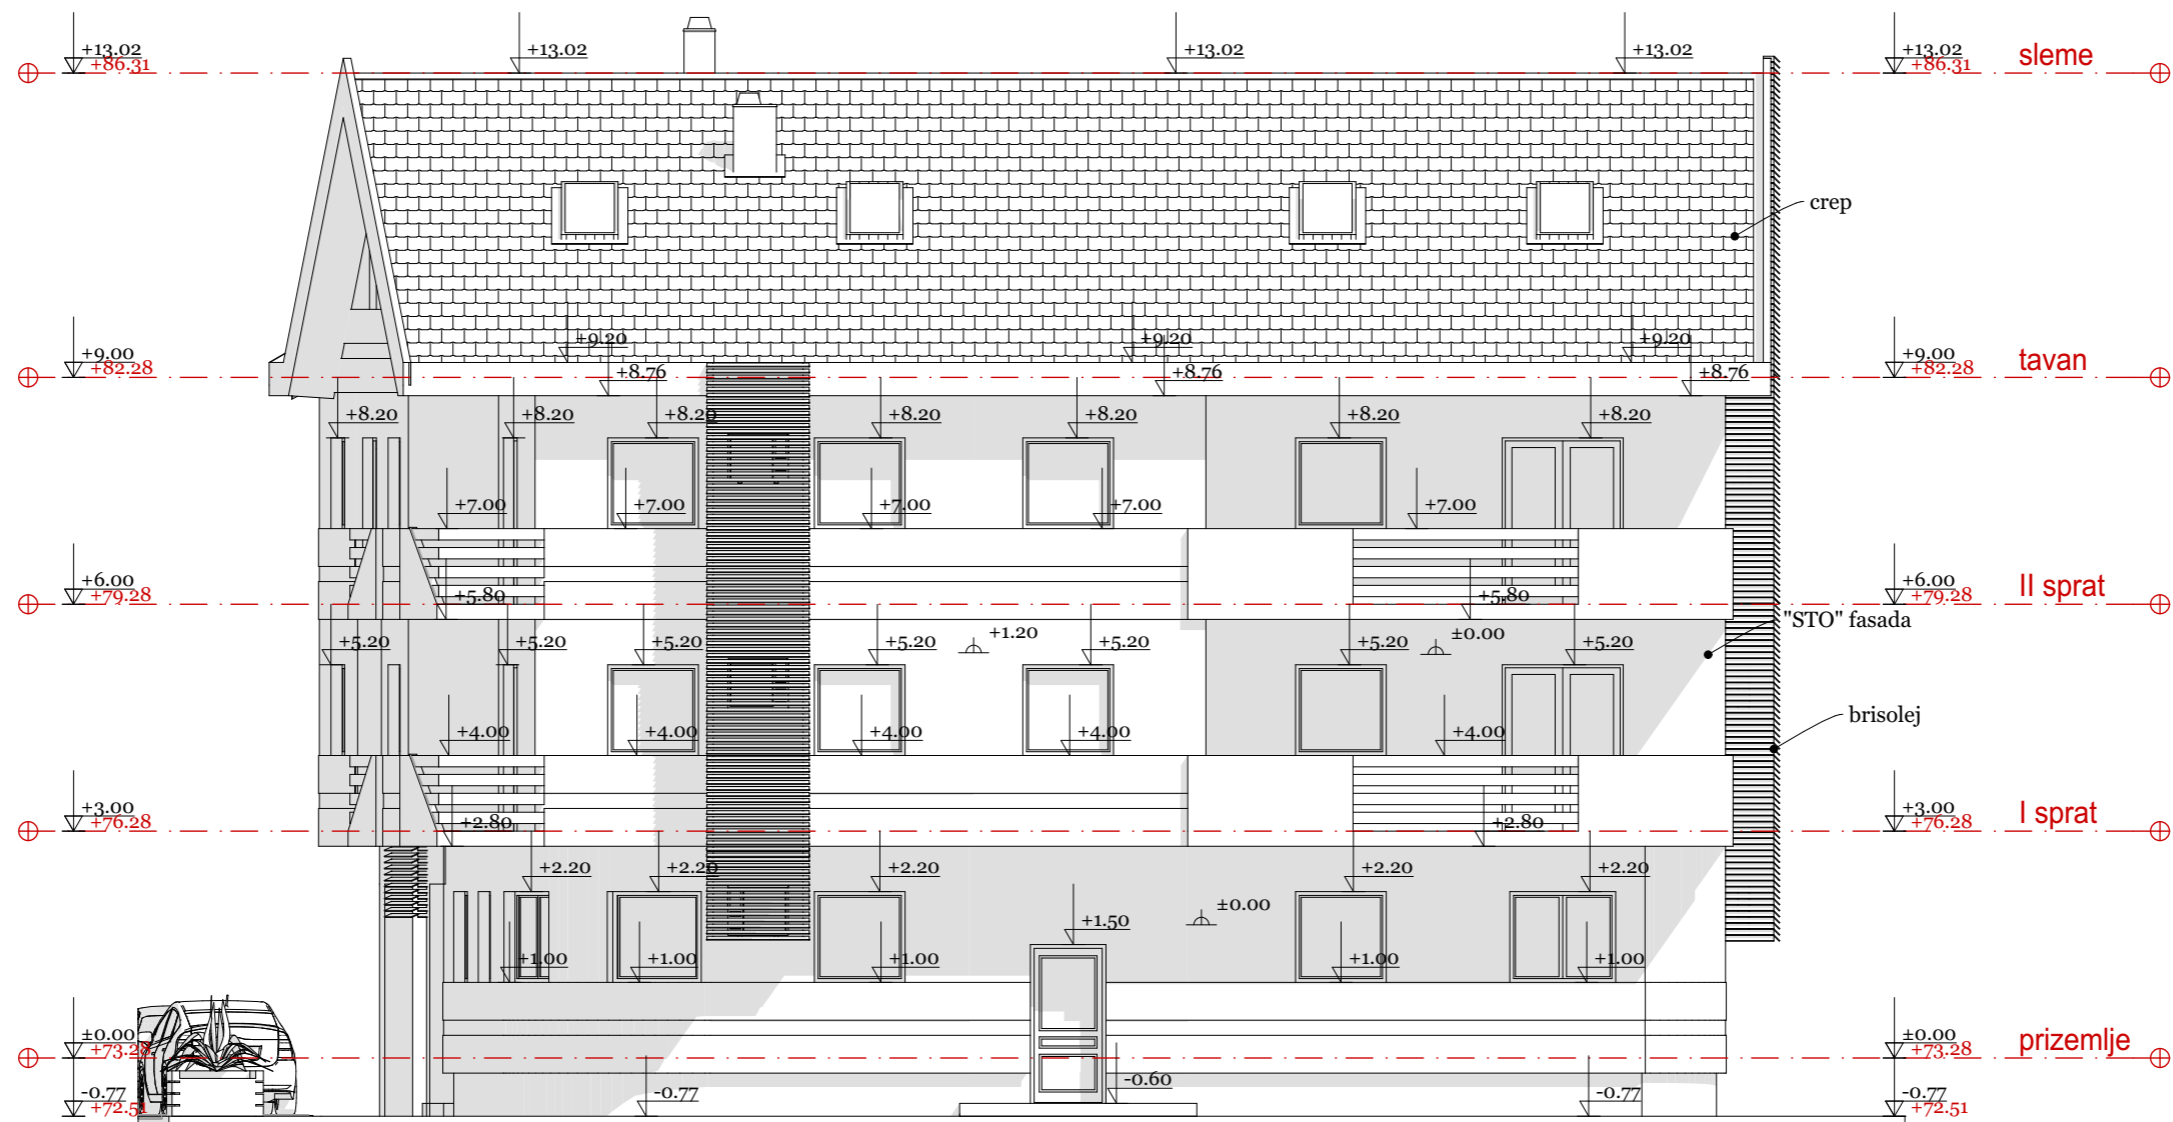 +13.02 +13.02 +13.02 +13.02 +13.02 sleme
+86.31 +86.31
crep
+9.20 +9.20 +9.20
+9.00 +9.00 tavan
+82.28 +82.28
+8.76 +8.76 ±8.76
+8.20 +8.20 +8.20 +8.20 +8.20 +8.20 +8.20
+7.00 +7.00 +7.00 +7.00 +7.00
+6.00 +6.00 II sprat
+79.28 +79.28
+5.80 +5.80
"STO" fasada
+1.20 ±0.00
+5.20 +5.20 +5.20 +5.20 +5.20 +5.20 +5.20
brisolej
+4.00 +4.00 +4.00 +4.00 +4.00
+3.00 +3.00 I sprat
+76.28 +76.28
+2.80 +2.80
+2.20 +2.20 +2.20 +2.20 +2.20
±0.00
+1.50
+1.00 +1.00 +1.00 +1.00 +1.00
±0.00 ±0.00 prizemlje
+73.28 +73.28
-0.60
-0.77 -0.77 -0.77 -0.77
+72.51 +72.51